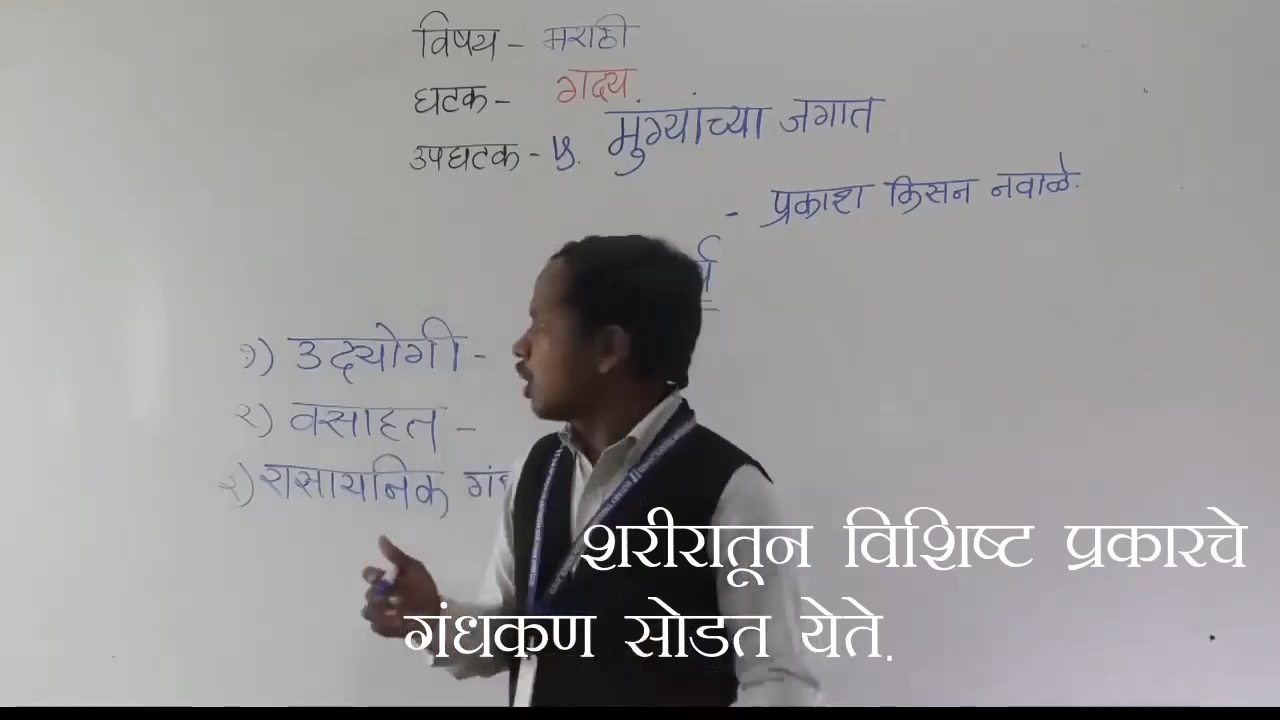 विषय - मराठी
घटक - गद्य.
उपघटक - ५. मुंग्यांच्या जगात
- प्रकाश किसन नवाळे.
१) उद्योगी -
२) वसाहत -
३) रासायनिक
शरीरातून विशिष्ट प्रकारचे
गंधकण सोडत येते.